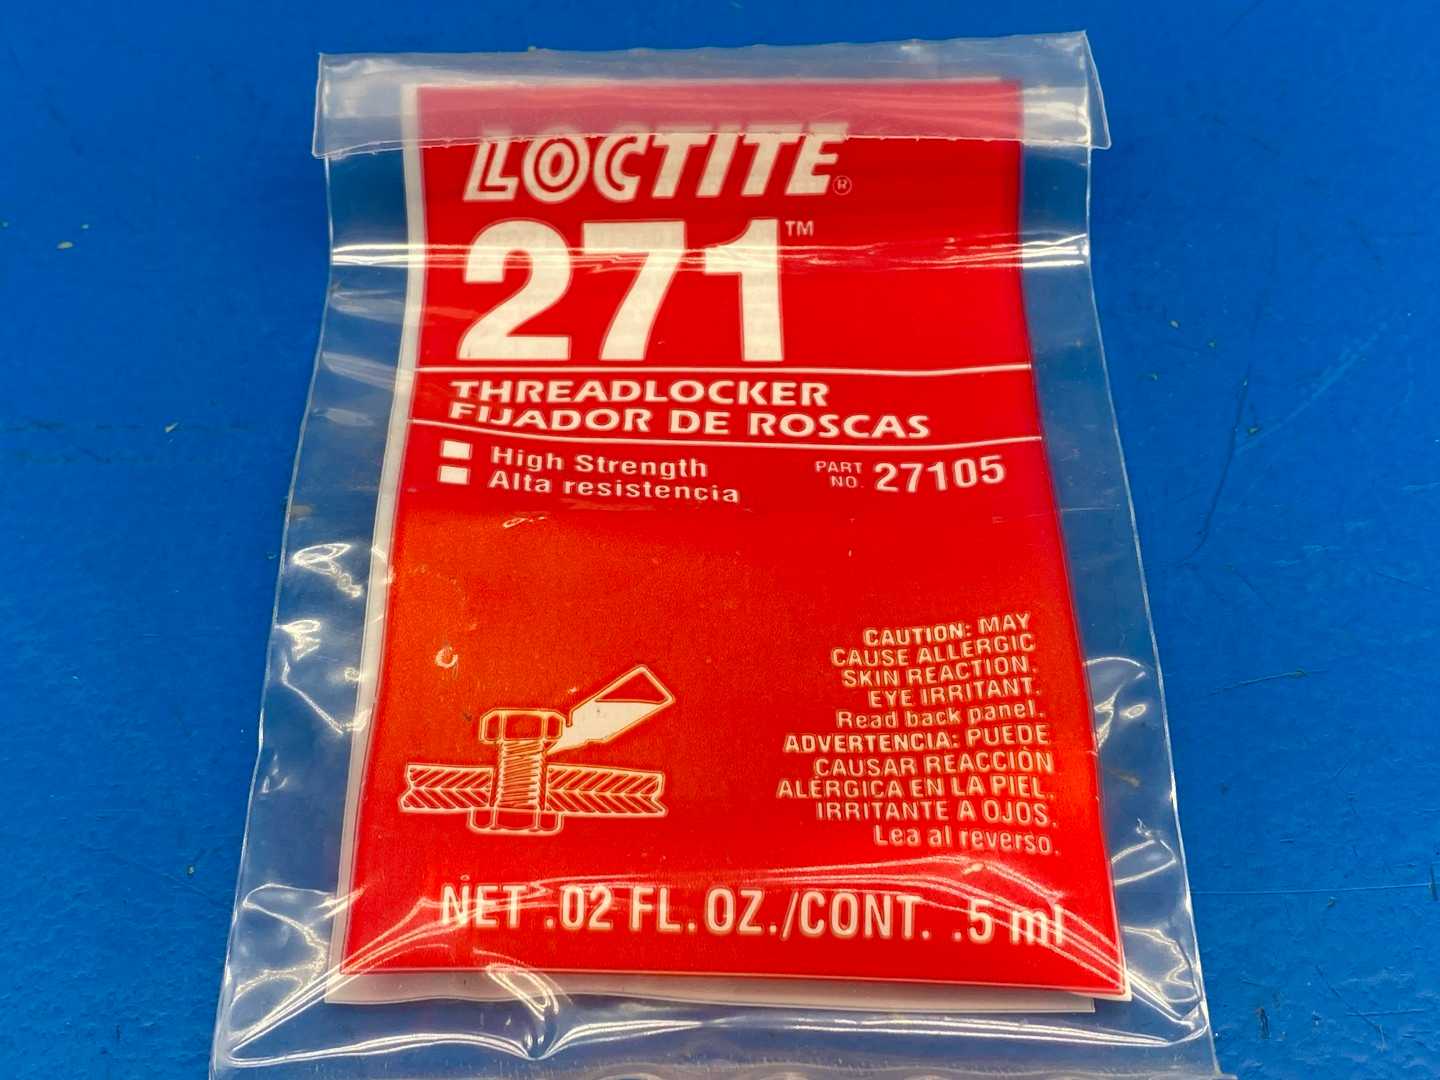 LOCTITE®
271™
THREADLOCKER
FIJADOR DE ROSCAS
High Strength
Alta resistencia
PART NO. 27105
CAUTION: MAY
CAUSE ALLERGIC
SKIN REACTION.
EYE IRRITANT.
Read back panel.
ADVERTENCIA: PUEDE
CAUSAR REACCIÓN
ALÉRGICA EN LA PIEL.
IRRITANTE A OJOS.
Lea al reverso.
NET .02 FL. OZ./CONT. .5 ml